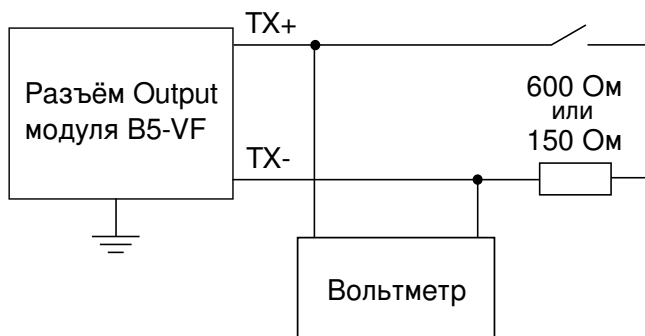 TX+
Разъём Output
модуля B5-VF
600 Ом
или
150 Ом
TX-
Вольтметр